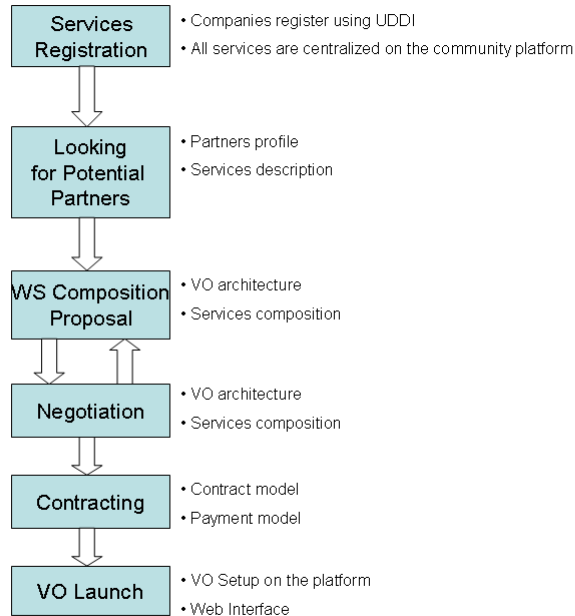 Services
Registration
• Companies register using UDDI
• All services are centralized on the community platform
Looking
for Potential
Partners
• Partners profile
• Services description
WS Composition
Proposal
• VO architecture
• Services composition
Negotiation
• VO architecture
• Services composition
Contracting
• Contract model
• Payment model
VO Launch
• VO Setup on the platform
• Web Interface